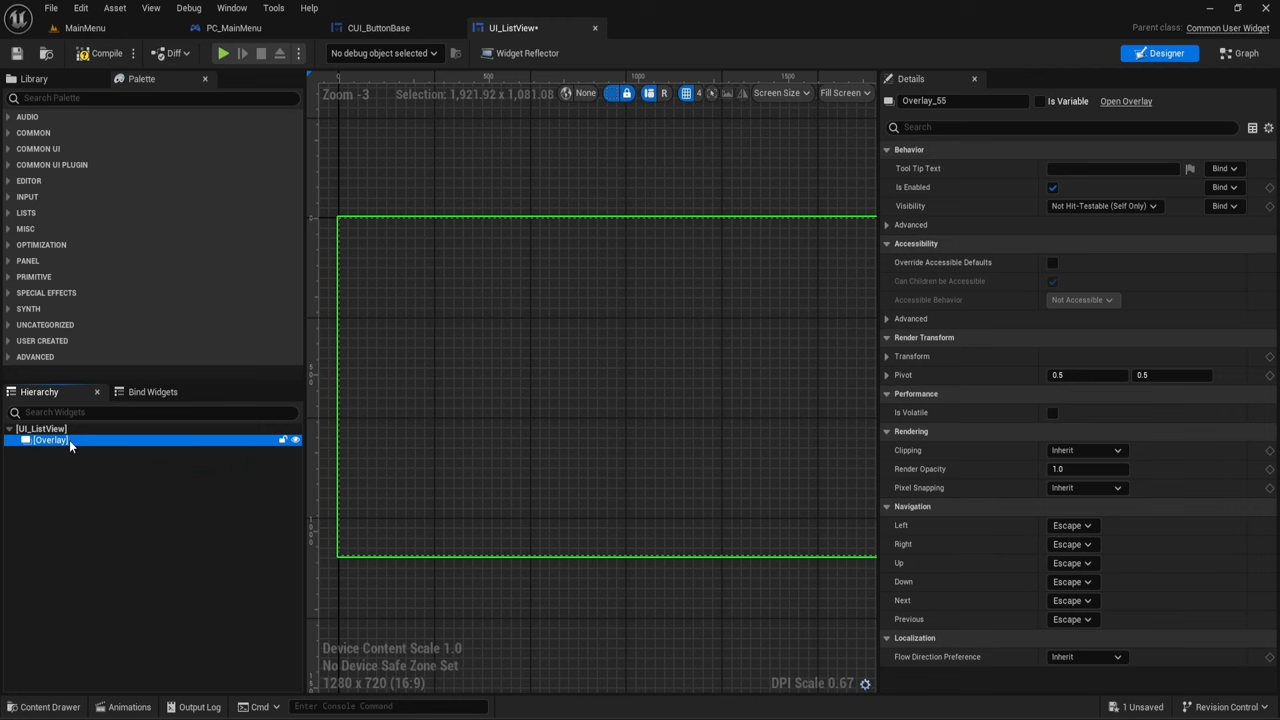 File Edit Asset View Debug Window Tools Help
MainMenu PC_MainMenu CUI_ButtonBase UI_ListView• Parent class: Common User Widget
Compile Diff No debug object selected Widget Reflector Designer Graph
Library Palette
Search Palette
AUDIO
COMMON
COMMON UI
COMMON UI PLUGIN
EDITOR
INPUT
LISTS
MISC
OPTIMIZATION
PANEL
PRIMITIVE
SPECIAL EFFECTS
SYNTH
UNCATEGORIZED
USER CREATED
ADVANCED
Hierarchy Bind Widgets
Search Widgets
[UI_ListView]
[Overlay]
0 500 1000 1500
Zoom -3 Selection: 1,921.92 x 1,081.08 None R 4 Screen Size Fill Screen
0
500
1000
Device Content Scale 1.0
No Device Safe Zone Set
1280 x 720 (16:9) DPI Scale 0.67
Details
Overlay_55 Is Variable Open Overlay
Search
Behavior
Tool Tip Text Bind
Is Enabled Bind
Visibility Not Hit-Testable (Self Only) Bind
Advanced
Accessibility
Override Accessible Defaults
Can Children be Accessible
Accessible Behavior Not Accessible
Advanced
Render Transform
Transform
Pivot 0.5 0.5
Performance
Is Volatile
Rendering
Clipping Inherit
Render Opacity 1.0
Pixel Snapping Inherit
Navigation
Left Escape
Right Escape
Up Escape
Down Escape
Next Escape
Previous Escape
Localization
Flow Direction Preference Inherit
Content Drawer Animations Output Log Cmd Enter Console Command 1 Unsaved Revision Control